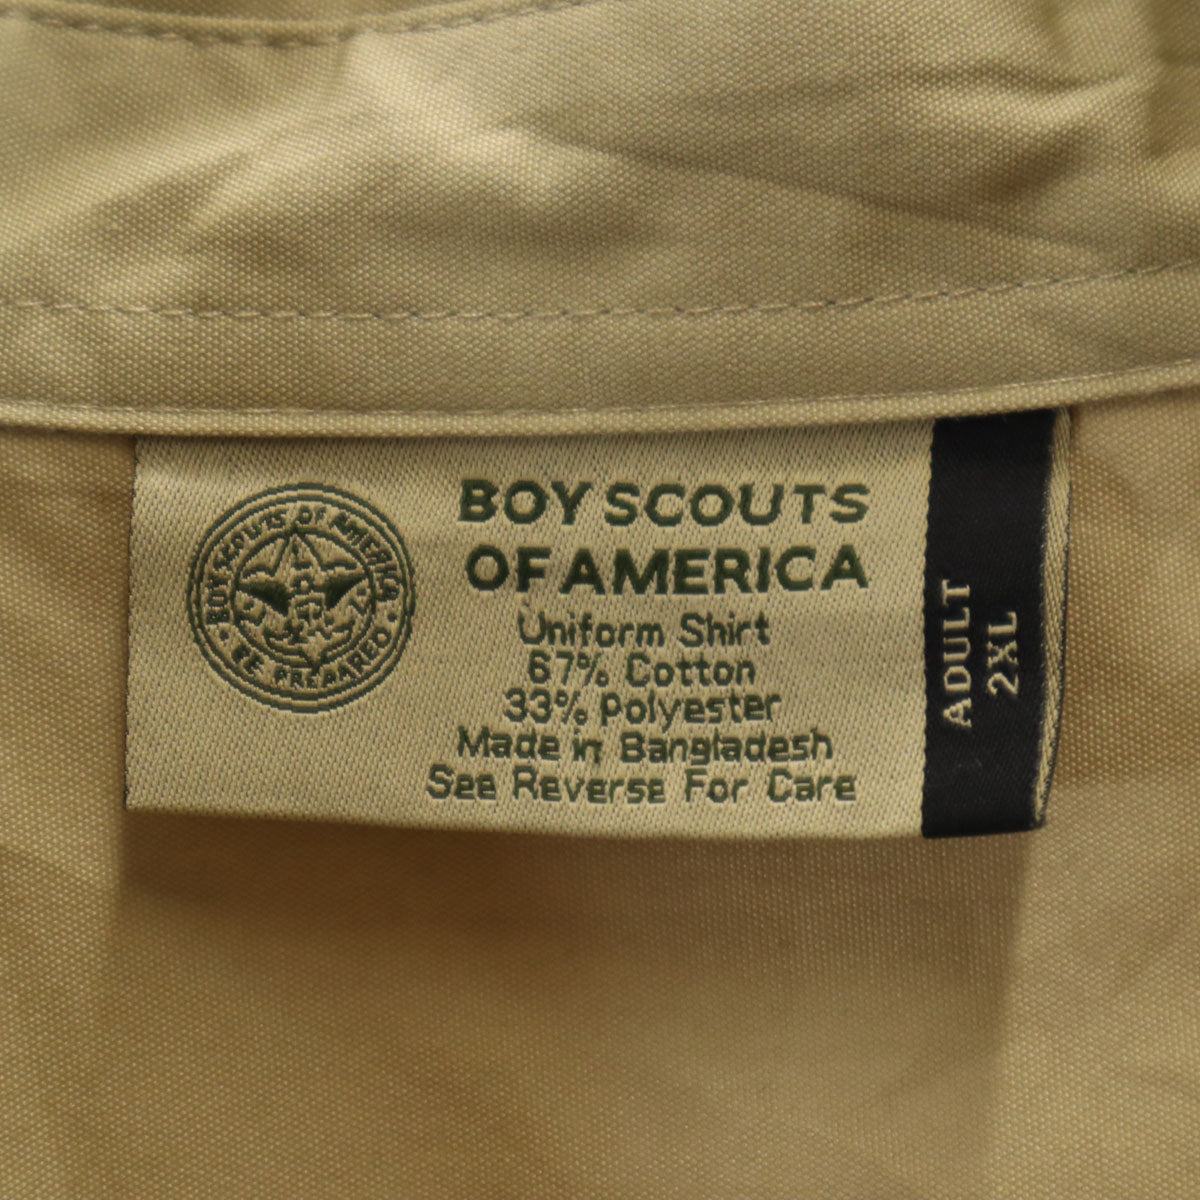 BOY SCOUTS OF AMERICA
BE PREPARED
BOY SCOUTS
OF AMERICA
Uniform Shirt
67% Cotton
33% Polyester
Made in Bangladesh
See Reverse For Care
ADULT
2XL